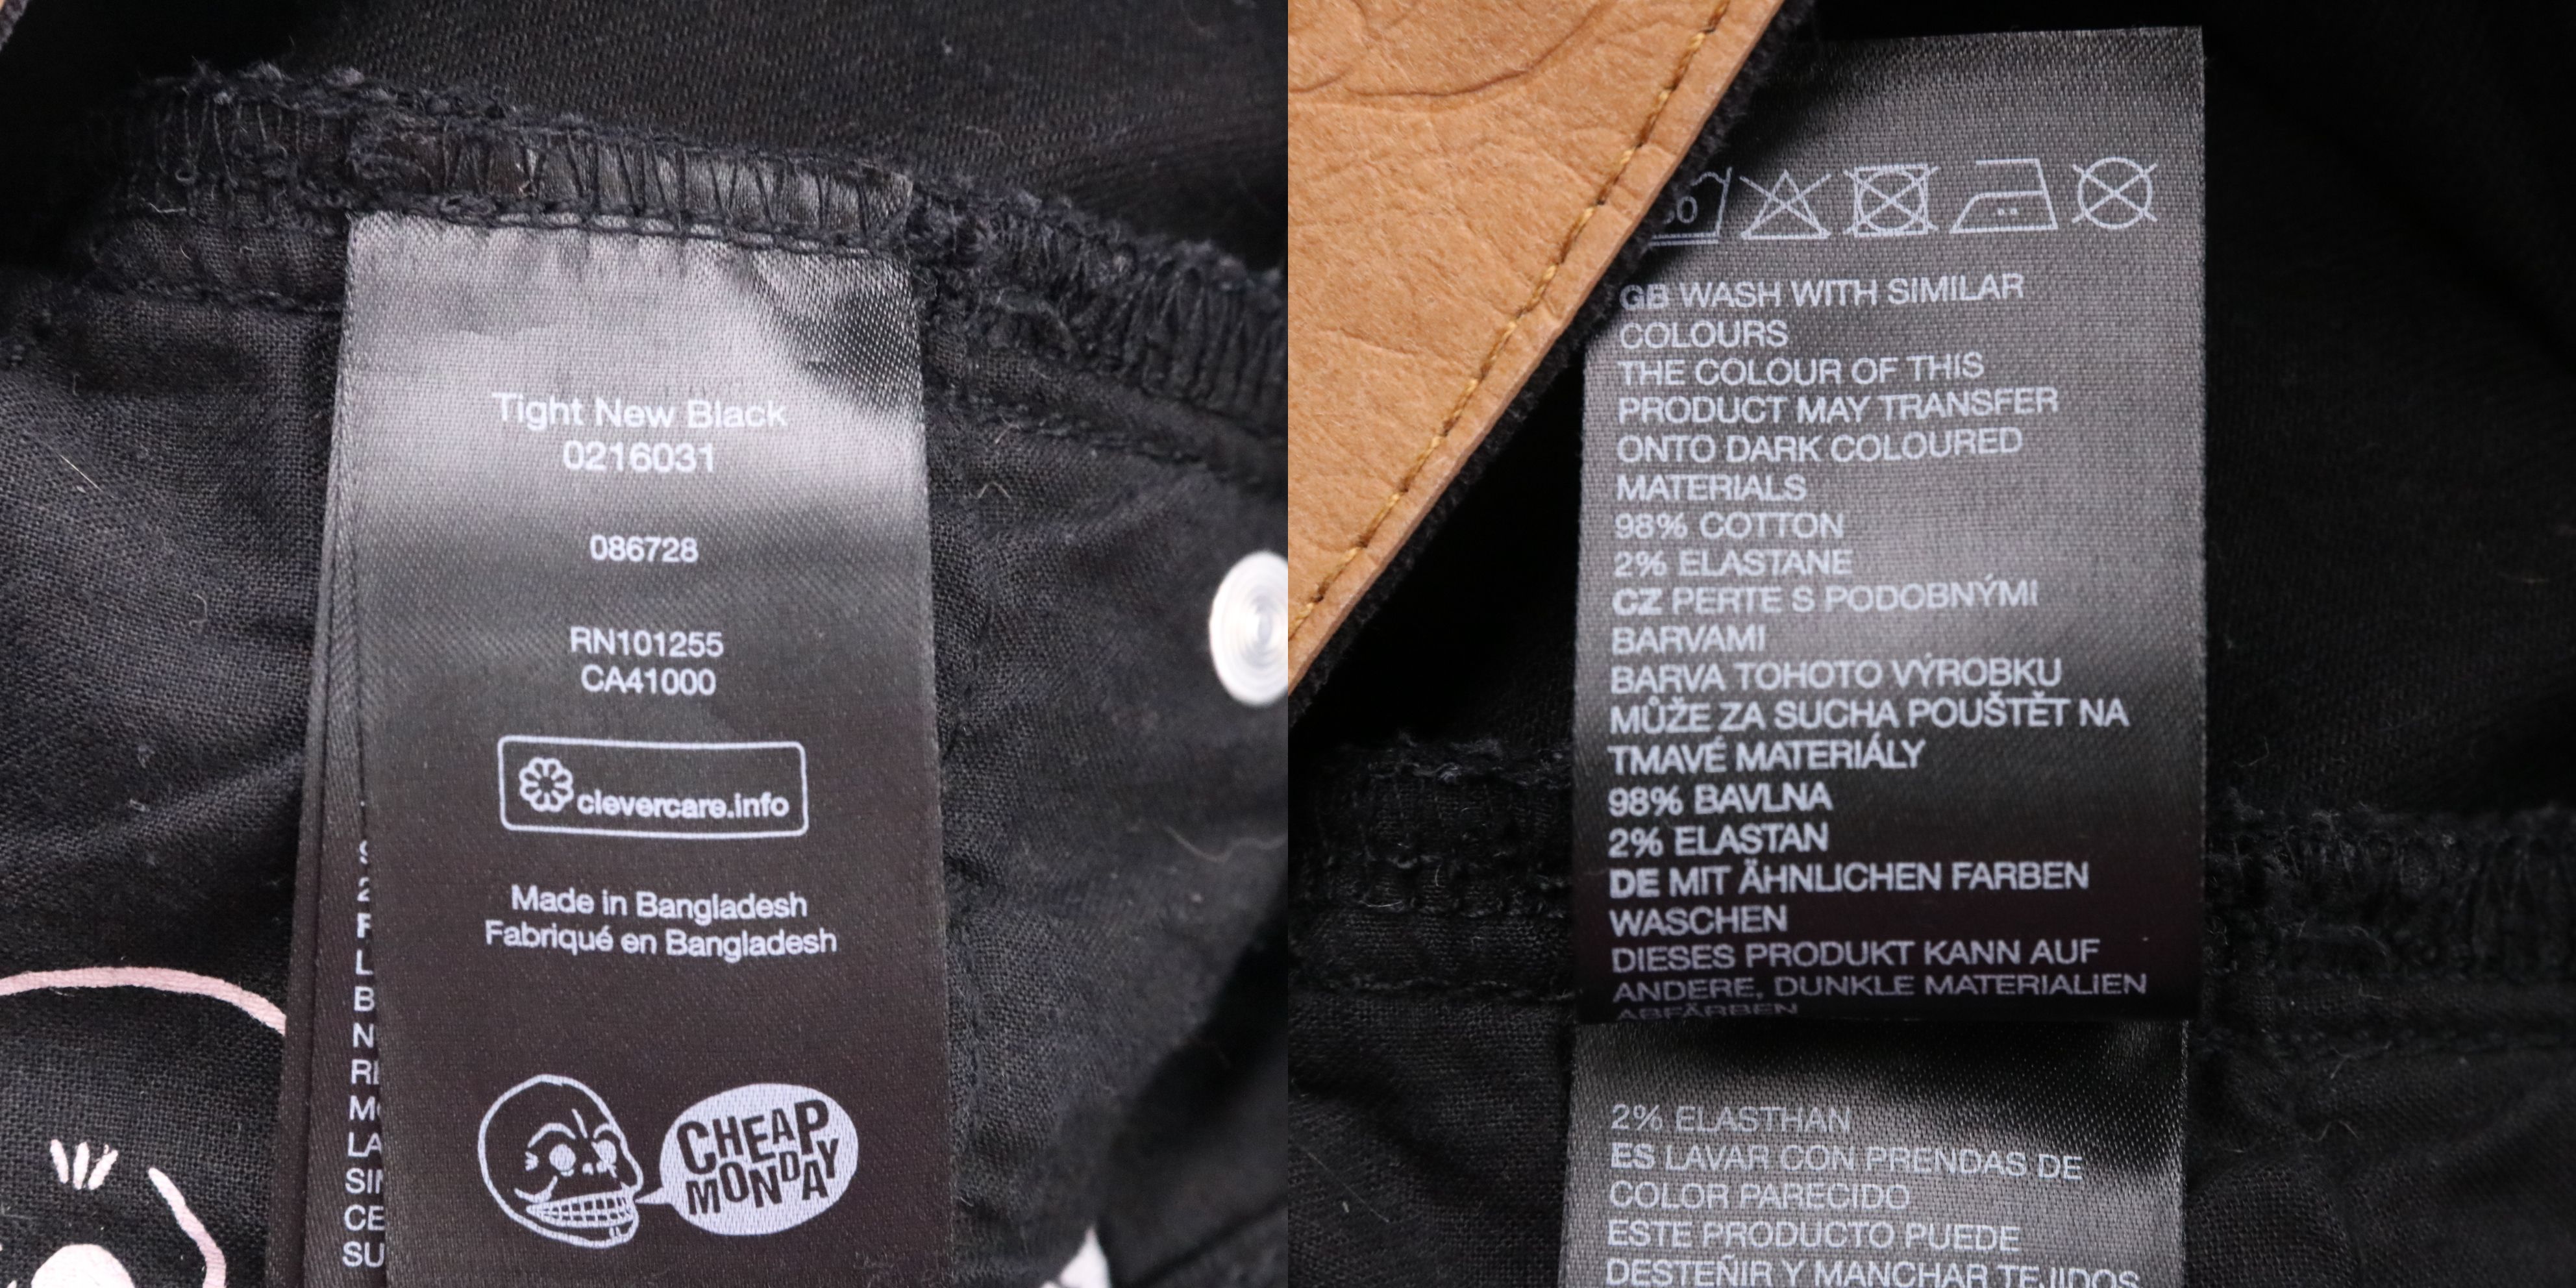 Tight New Black
0216031
086728
RN101255
CA41000
clevercare.info
Made in Bangladesh
Fabriqué en Bangladesh
CHEAP
MONDAY
GB WASH WITH SIMILAR
COLOURS
THE COLOUR OF THIS
PRODUCT MAY TRANSFER
ONTO DARK COLOURED
MATERIALS
98% COTTON
2% ELASTANE
CZ PERTE S PODOBNÝMI
BARVAMI
BARVA TOHOTO VÝROBKU
MŮŽE ZA SUCHA POUŠTĚT NA
TMAVÉ MATERIÁLY
98% BAVLNA
2% ELASTAN
DE MIT ÄHNLICHEN FARBEN
WASCHEN
DIESES PRODUKT KANN AUF
ANDERE, DUNKLE MATERIALIEN
ABFÄRBEN
2% ELASTHAN
ES LAVAR CON PRENDAS DE
COLOR PARECIDO
ESTE PRODUCTO PUEDE
DESTEÑIR Y MANCHAR TEJIDOS